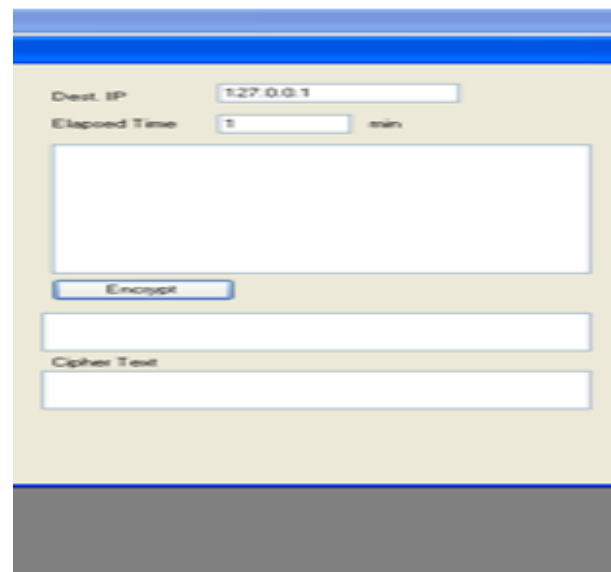 Dest. IP 127.0.0.1
Elapsed Time 1 min
Encrypt
Cipher Text